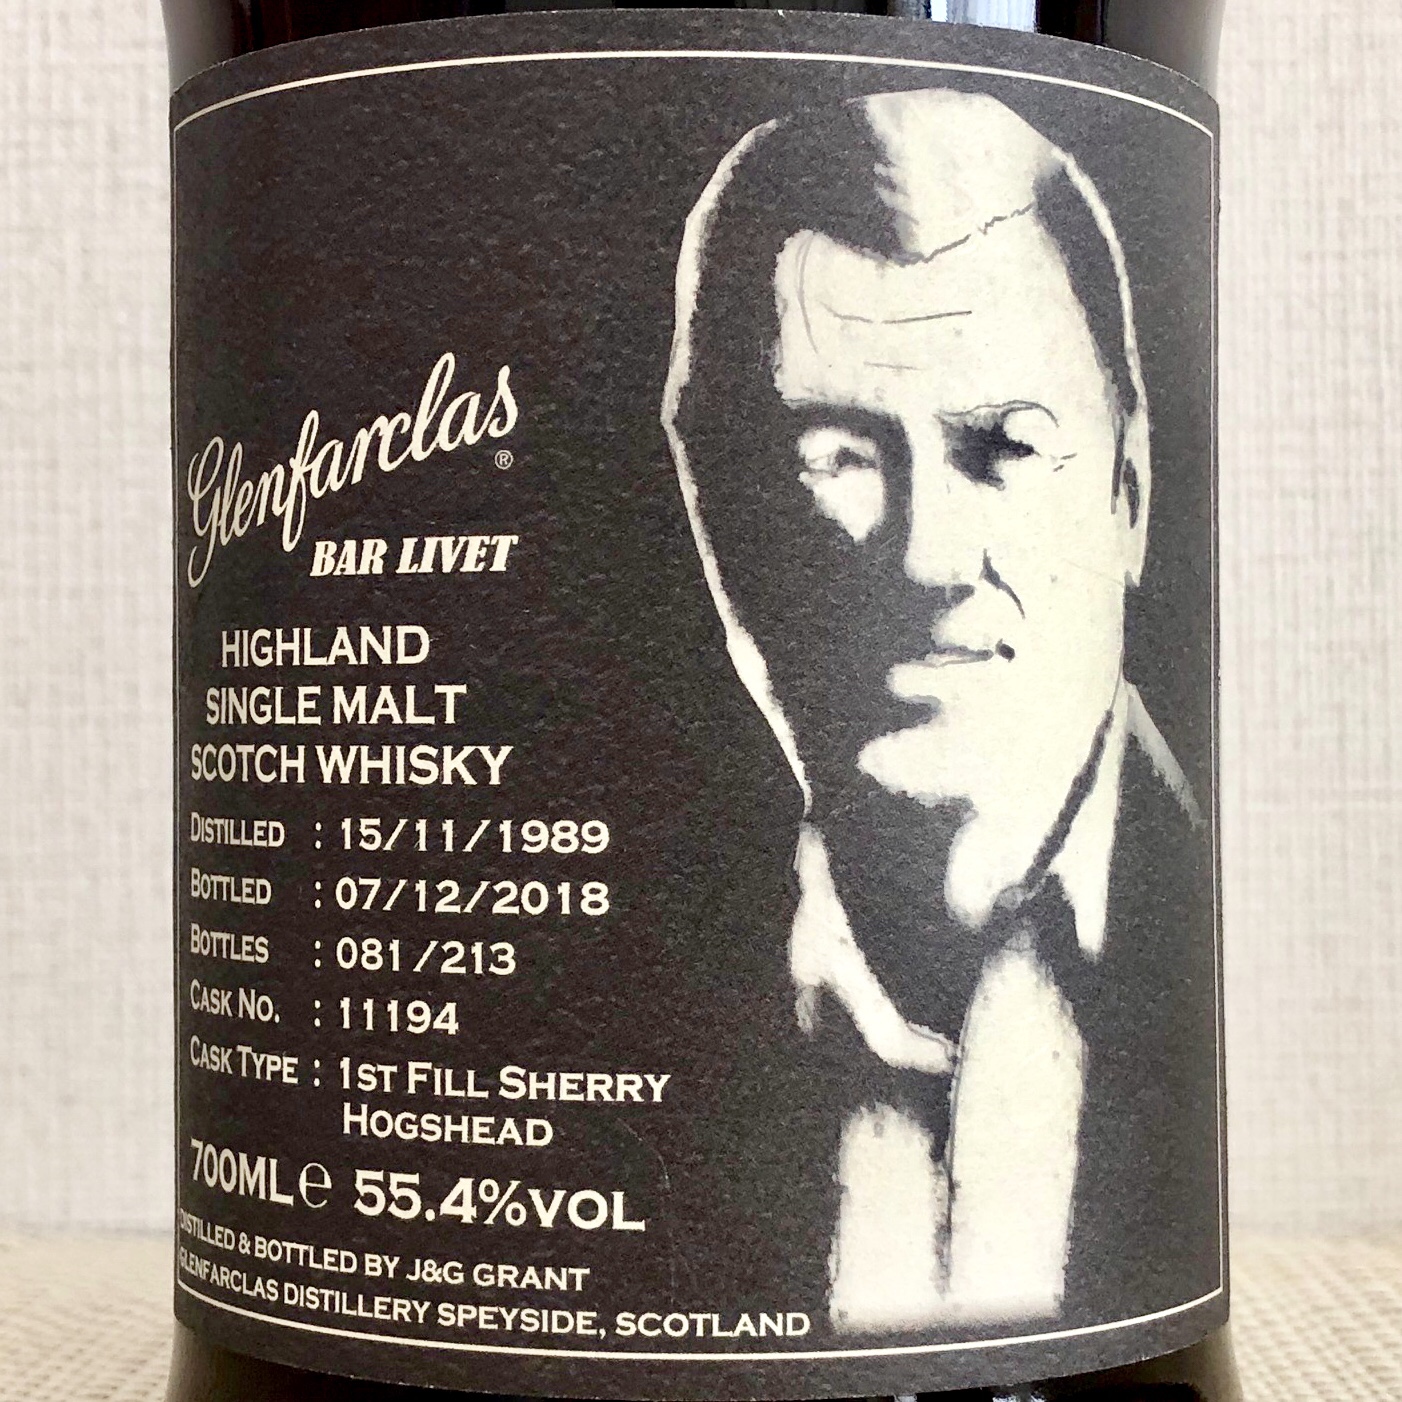 Glenfarclas
®
BAR LIVET
HIGHLAND
SINGLE MALT
SCOTCH WHISKY
DISTILLED : 15/11/1989
BOTTLED : 07/12/2018
BOTTLES : 081/213
CASK NO. : 11194
CASK TYPE : 1ST FILL SHERRY
HOGSHEAD
700ML℮ 55.4%VOL
DISTILLED & BOTTLED BY J&G GRANT
GLENFARCLAS DISTILLERY SPEYSIDE, SCOTLAND